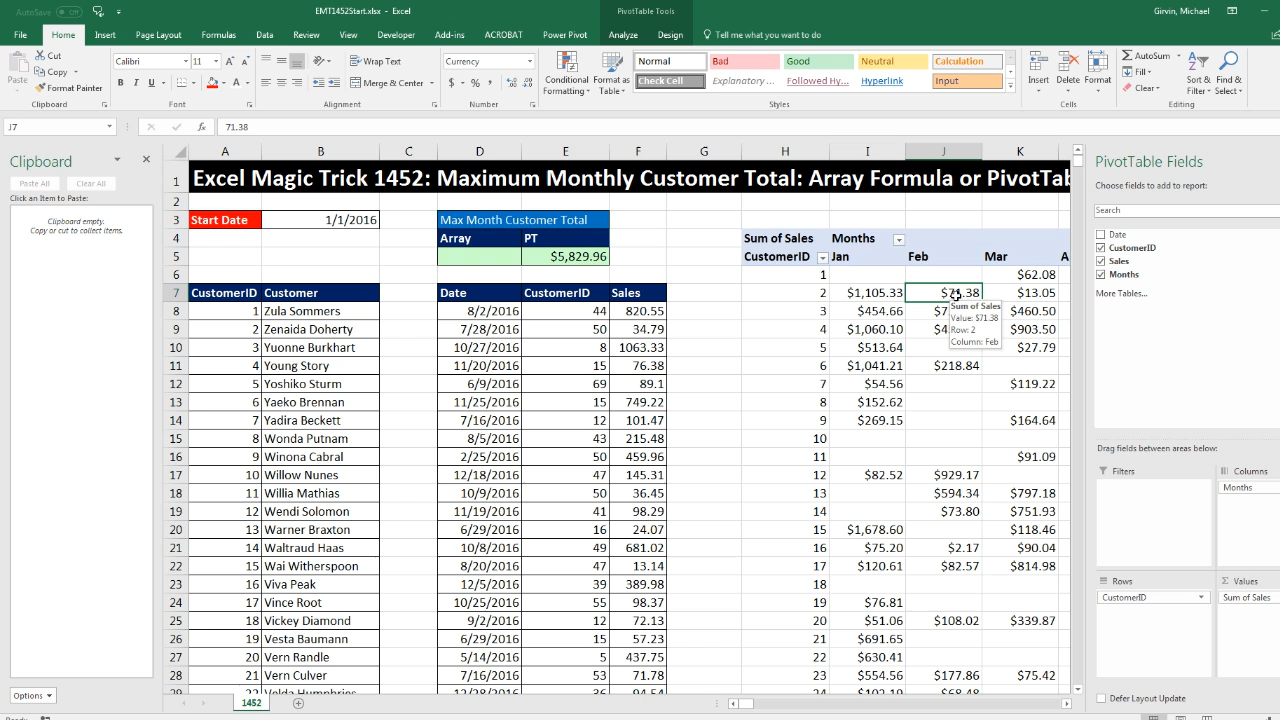 AutoSave Off EMT1452Start.xlsx - Excel PivotTable Tools Girvin, Michael
File Home Insert Page Layout Formulas Data Review View Developer Add-ins ACROBAT Power Pivot Analyze Design Tell me what you want to do
Cut
Copy
Format Painter
Paste
Clipboard
Calibri 11
B I U
Font
Wrap Text
Merge & Center
Alignment
Currency
$ % ,
Number
Conditional Formatting
Format as Table
Normal Bad Good Neutral Calculation
Check Cell Explanatory ... Followed Hy... Hyperlink Input
Styles
Insert Delete Format
Cells
AutoSum
Fill
Clear
Sort & Filter
Find & Select
Editing
J7 fx 71.38
Clipboard
Paste All Clear All
Click an Item to Paste:
Clipboard empty.
Copy or cut to collect items.
Options
A B C D E F G H I J K
1 Excel Magic Trick 1452: Maximum Monthly Customer Total: Array Formula or PivotTab
2
3 Start Date 1/1/2016 Max Month Customer Total
4 Array PT Sum of Sales Months
5 $5,829.96 CustomerID Jan Feb Mar A
6 1 $62.08
7 CustomerID Customer Date CustomerID Sales 2 $1,105.33 $71.38 $13.05
8 1 Zula Sommers 8/2/2016 44 820.55 3 $454.66 $7 $460.50
9 2 Zenaida Doherty 7/28/2016 50 34.79 4 $1,060.10 $4 $903.50
10 3 Yuonne Burkhart 10/27/2016 8 1063.33 5 $513.64 $27.79
11 4 Young Story 11/20/2016 15 76.38 6 $1,041.21 $218.84
12 5 Yoshiko Sturm 6/9/2016 69 89.1 7 $54.56 $119.22
13 6 Yaeko Brennan 11/25/2016 15 749.22 8 $152.62
14 7 Yadira Beckett 7/16/2016 12 101.47 9 $269.15 $164.64
15 8 Wonda Putnam 8/5/2016 43 215.48 10
16 9 Winona Cabral 2/25/2016 50 459.96 11 $91.09
17 10 Willow Nunes 12/18/2016 47 145.31 12 $82.52 $929.17
18 11 Willia Mathias 10/9/2016 50 36.45 13 $594.34 $797.18
19 12 Wendi Solomon 11/19/2016 41 98.29 14 $73.80 $751.93
20 13 Warner Braxton 6/29/2016 16 24.07 15 $1,678.60 $118.46
21 14 Waltraud Haas 10/8/2016 49 681.02 16 $75.20 $2.17 $90.04
22 15 Wai Witherspoon 8/20/2016 47 13.14 17 $120.61 $82.57 $814.98
23 16 Viva Peak 12/5/2016 39 389.98 18
24 17 Vince Root 10/25/2016 55 98.37 19 $76.81
25 18 Vickey Diamond 9/2/2016 12 72.13 20 $51.06 $108.02 $339.87
26 19 Vesta Baumann 6/29/2016 15 57.23 21 $691.65
27 20 Vern Randle 5/14/2016 5 437.75 22 $630.41
28 21 Vern Culver 7/16/2016 53 71.78 23 $554.56 $177.86 $75.42
29 22 Velda Humphries 12/28/2016 36 94.54 24 $102.19 $68.48
Sum of Sales
Value: $71.38
Row: 2
Column: Feb
1452
PivotTable Fields
Choose fields to add to report:
Search
Date
CustomerID
Sales
Months
More Tables...
Drag fields between areas below:
Filters Columns
Months
Rows Σ Values
CustomerID Sum of Sales
Defer Layout Update